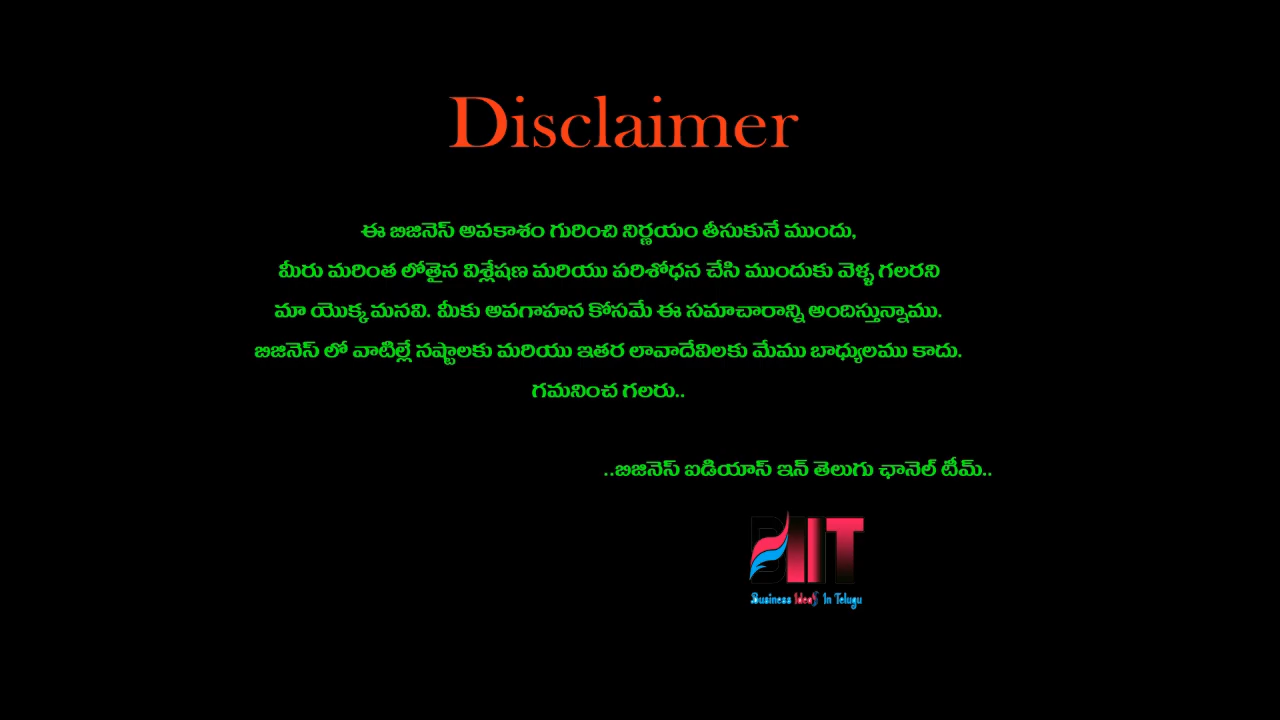 Disclaimer
ఈ బిజినెస్ అవకాశం గురించి నిర్ణయం తీసుకునే ముందు,
మీరు మరింత లోతైన విశ్లేషణ మరియు పరిశోధన చేసి ముందుకు వెళ్ళ గలరని
మా యొక్క మనవి. మీకు అవగాహన కోసమే ఈ సమాచారాన్ని అందిస్తున్నాము.
బిజినెస్ లో వాటిల్లే నష్టాలకు మరియు ఇతర లావాదేవిలకు మేము బాధ్యులము కాదు.
గమనించ గలరు..
..బిజినెస్ ఐడియాస్ ఇన్ తెలుగు ఛానెల్ టీమ్..
BIIT
Business Ideas In Telugu